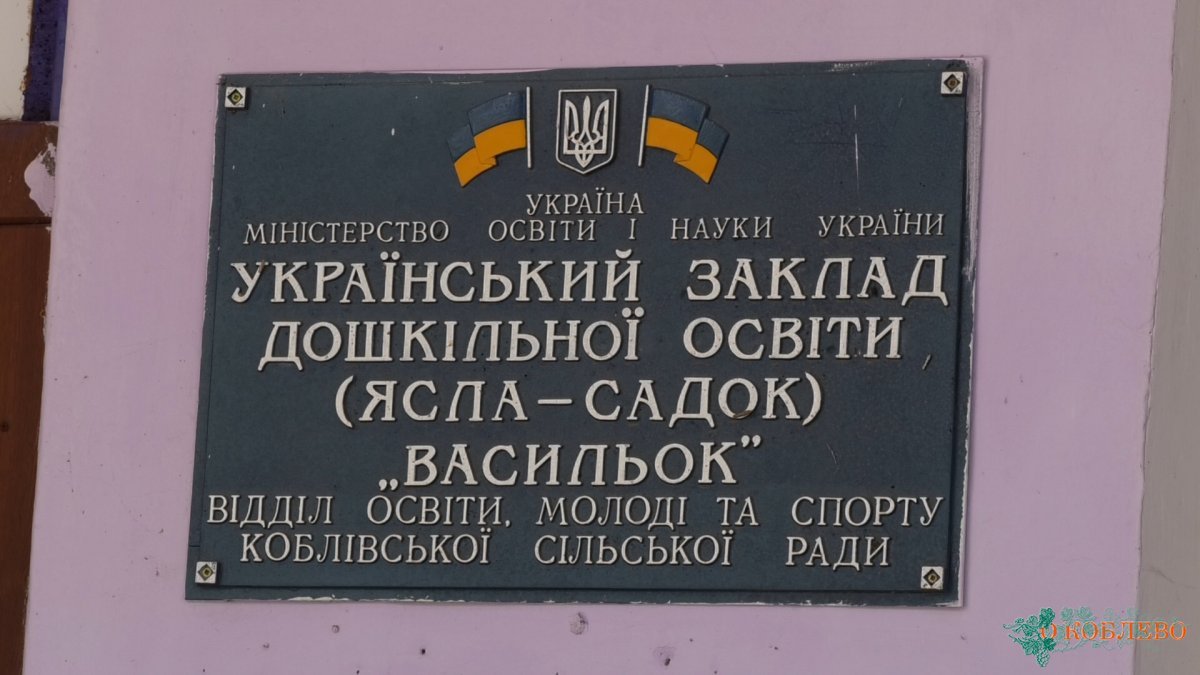 УКРАЇНА
МІНІСТЕРСТВО ОСВІТИ І НАУКИ УКРАЇНИ
УКРАЇНСЬКИЙ ЗАКЛАД
ДОШКІЛЬНОЇ ОСВІТИ
(ЯСЛА – САДОК)
„ВАСИЛЬОК”
ВІДДІЛ ОСВІТИ, МОЛОДІ ТА СПОРТУ
КОБЛІВСЬКОЇ СІЛЬСЬКОЇ РАДИ
О КОБЛЕВО